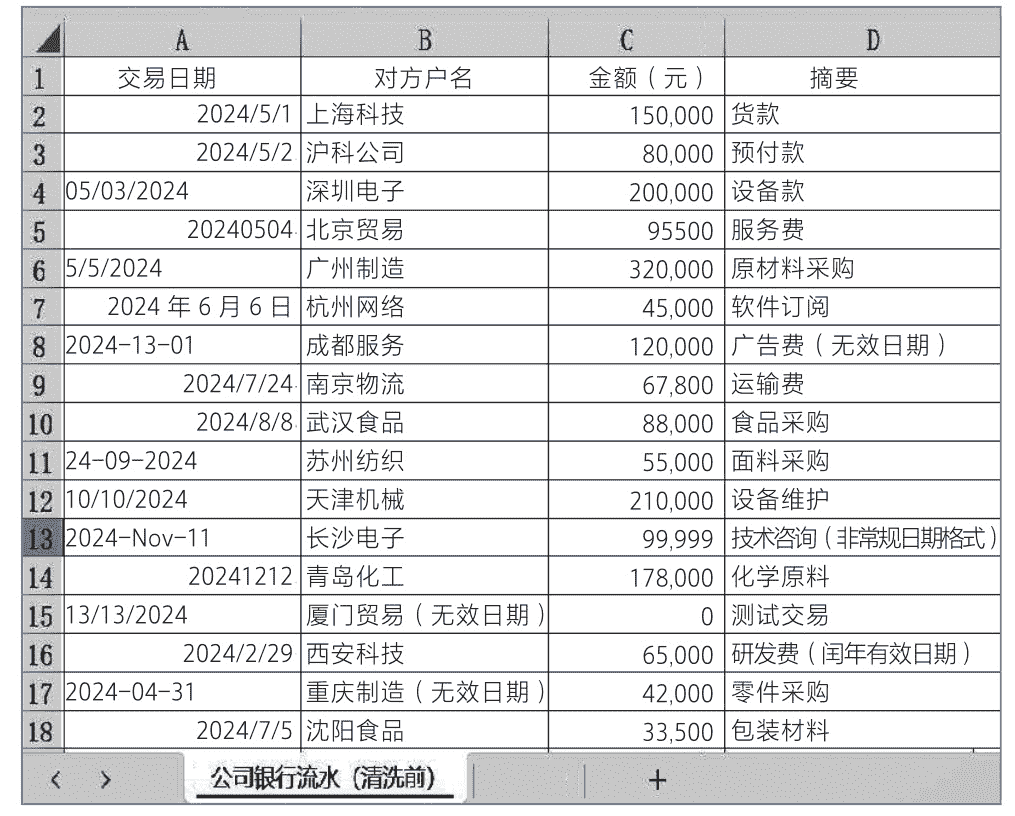 A B C D
1 交易日期 对方户名 金额（元） 摘要
2 2024/5/1 上海科技 150,000 货款
3 2024/5/2 沪科公司 80,000 预付款
4 05/03/2024 深圳电子 200,000 设备款
5 20240504 北京贸易 95500 服务费
6 5/5/2024 广州制造 320,000 原材料采购
7 2024 年 6 月 6 日 杭州网络 45,000 软件订阅
8 2024-13-01 成都服务 120,000 广告费（无效日期）
9 2024/7/24 南京物流 67,800 运输费
10 2024/8/8 武汉食品 88,000 食品采购
11 24-09-2024 苏州纺织 55,000 面料采购
12 10/10/2024 天津机械 210,000 设备维护
13 2024-Nov-11 长沙电子 99,999 技术咨询（非常规日期格式）
14 20241212 青岛化工 178,000 化学原料
15 13/13/2024 厦门贸易（无效日期） 0 测试交易
16 2024/2/29 西安科技 65,000 研发费（闰年有效日期）
17 2024-04-31 重庆制造（无效日期） 42,000 零件采购
18 2024/7/5 沈阳食品 33,500 包装材料
公司银行流水（清洗前）